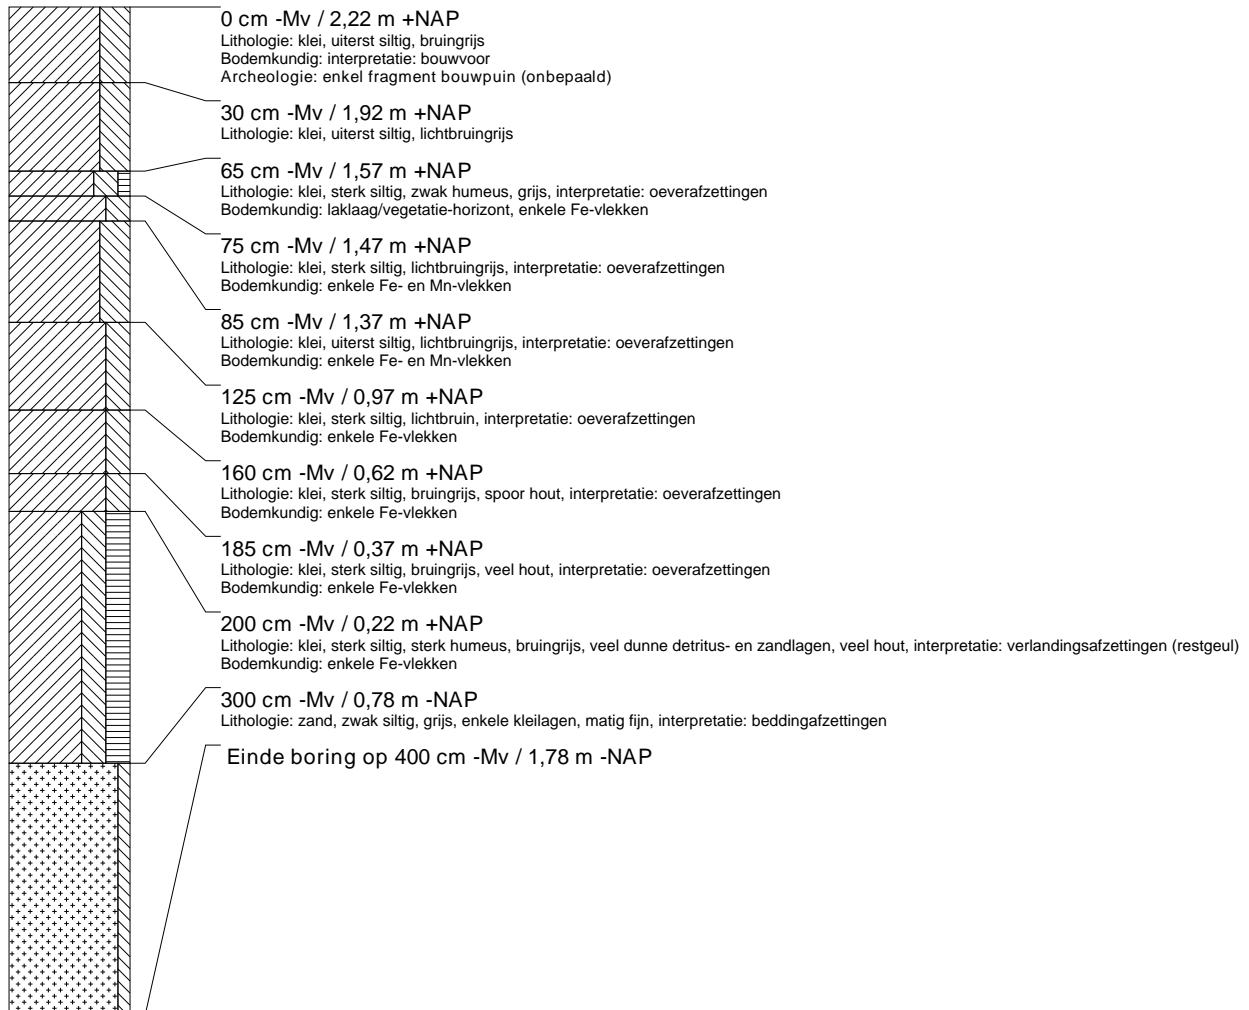 0 cm -Mv / 2,22 m +NAP
Lithologie: klei, uiterst siltig, bruingrijs
Bodemkundig: interpretatie: bouwvoor
Archeologie: enkel fragment bouwpuin (onbepaald)
30 cm -Mv / 1,92 m +NAP
Lithologie: klei, uiterst siltig, lichtbruingrijs
65 cm -Mv / 1,57 m +NAP
Lithologie: klei, sterk siltig, zwak humeus, grijs, interpretatie: oeverafzettingen
Bodemkundig: laklaag/vegetatie-horizont, enkele Fe-vlekken
75 cm -Mv / 1,47 m +NAP
Lithologie: klei, sterk siltig, lichtbruingrijs, interpretatie: oeverafzettingen
Bodemkundig: enkele Fe- en Mn-vlekken
85 cm -Mv / 1,37 m +NAP
Lithologie: klei, uiterst siltig, lichtbruingrijs, interpretatie: oeverafzettingen
Bodemkundig: enkele Fe- en Mn-vlekken
125 cm -Mv / 0,97 m +NAP
Lithologie: klei, sterk siltig, lichtbruin, interpretatie: oeverafzettingen
Bodemkundig: enkele Fe-vlekken
160 cm -Mv / 0,62 m +NAP
Lithologie: klei, sterk siltig, bruingrijs, spoor hout, interpretatie: oeverafzettingen
Bodemkundig: enkele Fe-vlekken
185 cm -Mv / 0,37 m +NAP
Lithologie: klei, sterk siltig, bruingrijs, veel hout, interpretatie: oeverafzettingen
Bodemkundig: enkele Fe-vlekken
200 cm -Mv / 0,22 m +NAP
Lithologie: klei, sterk siltig, sterk humeus, bruingrijs, veel dunne detritus- en zandlagen, veel hout, interpretatie: verlandingsafzettingen (restgeul)
Bodemkundig: enkele Fe-vlekken
300 cm -Mv / 0,78 m -NAP
Lithologie: zand, zwak siltig, grijs, enkele kleilagen, matig fijn, interpretatie: beddingafzettingen
Einde boring op 400 cm -Mv / 1,78 m -NAP